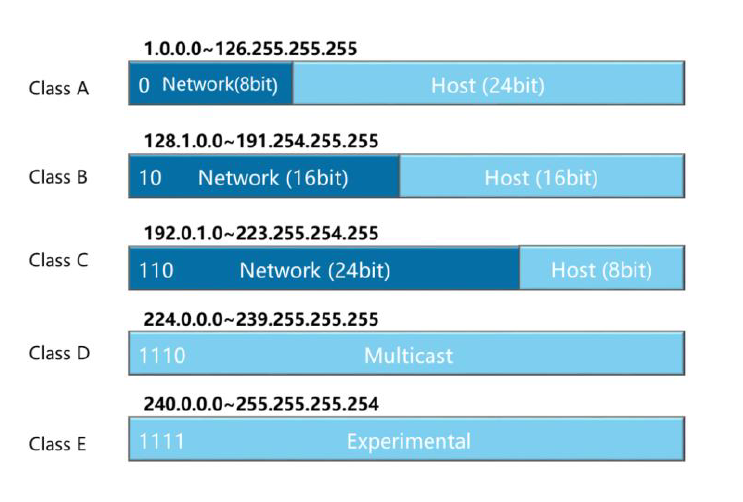 1.0.0.0~126.255.255.255
Class A
0 Network(8bit) Host (24bit)
128.1.0.0~191.254.255.255
Class B
10 Network (16bit) Host (16bit)
192.0.1.0~223.255.254.255
Class C
110 Network (24bit) Host (8bit)
224.0.0.0~239.255.255.255
Class D
1110 Multicast
240.0.0.0~255.255.255.254
Class E
1111 Experimental